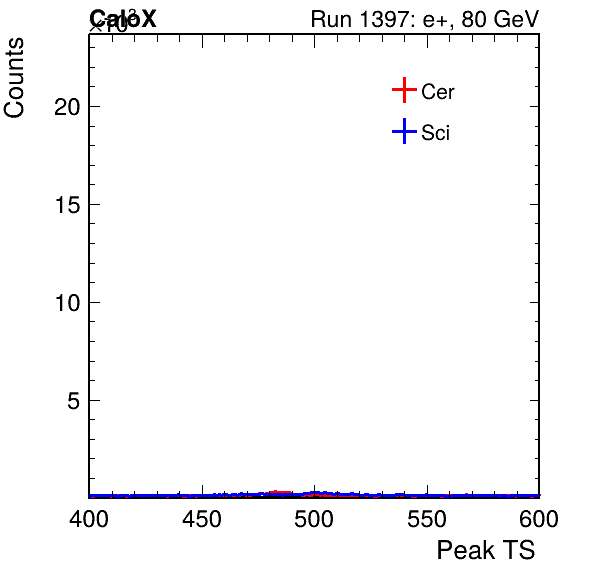 CaloX
×10³
Run 1397: e+, 80 GeV
Counts
20
15
10
5
Cer
Sci
400 450 500 550 600
Peak TS